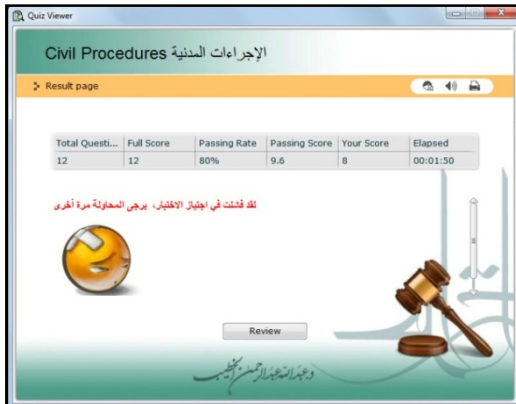 Quiz Viewer
Civil Procedures الإجراءات المدنية
Result page
Total Questi... Full Score Passing Rate Passing Score Your Score Elapsed
12 12 80% 9.6 8 00:01:50
لقد فشلت في اجتياز الاختبار، يرجى المحاولة مرة أخرى
Review